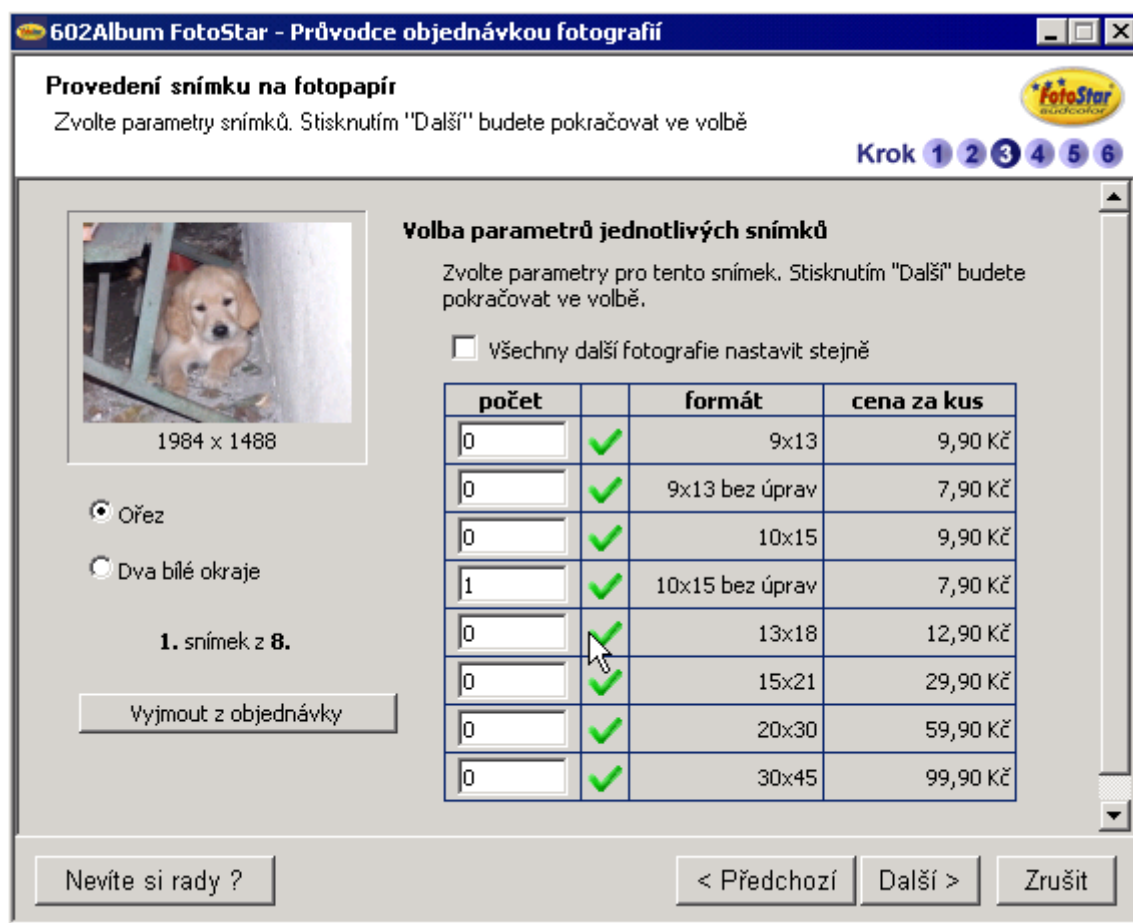 602Album FotoStar - Průvodce objednávkou fotografií
Provedení snímku na fotopapír
Zvolte parametry snímků. Stisknutím "Další" budete pokračovat ve volbě
FotoStar
südcolor
Krok 1 2 3 4 5 6
1984 x 1488
Ořez
Dva bílé okraje
1. snímek z 8.
Vyjmout z objednávky
Volba parametrů jednotlivých snímků
Zvolte parametry pro tento snímek. Stisknutím "Další" budete
pokračovat ve volbě.
Všechny další fotografie nastavit stejně
počet formát cena za kus
0 9x13 9,90 Kč
0 9x13 bez úprav 7,90 Kč
0 10x15 9,90 Kč
1 10x15 bez úprav 7,90 Kč
0 13x18 12,90 Kč
0 15x21 29,90 Kč
0 20x30 59,90 Kč
0 30x45 99,90 Kč
Nevíte si rady ? < Předchozí Další > Zrušit